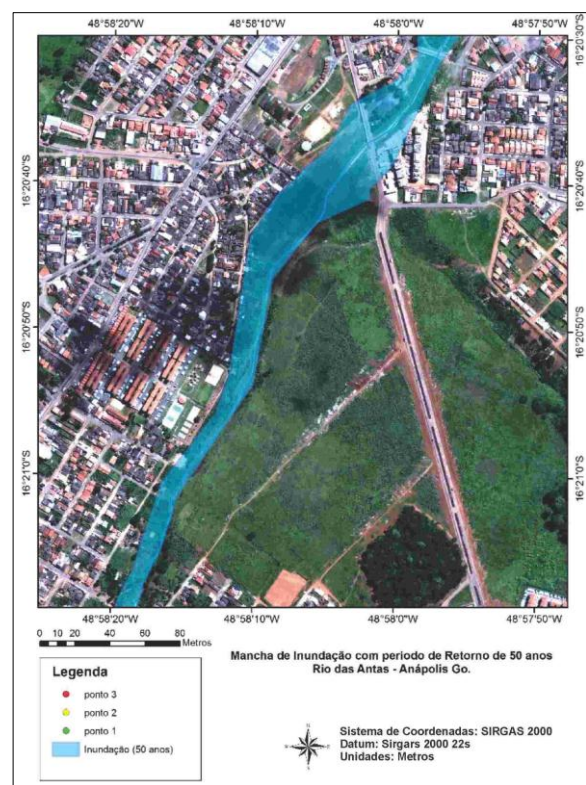 48°58'20"W 48°58'10"W 48°58'0"W 48°57'50"W
16°20'30"S
16°20'40"S
16°20'40"S
16°20'50"S
16°20'50"S
16°21'0"S
16°21'0"S
48°58'20"W 48°58'10"W 48°58'0"W 48°57'50"W
0 10 20 40 60 80
Metros
Mancha de Inundação com periodo de Retorno de 50 anos
Rio das Antas - Anápolis Go.
Legenda
ponto 3
ponto 2
ponto 1
Inundação (50 anos)
N
Sistema de Coordenadas: SIRGAS 2000
Datum: Sirgars 2000 22s
Unidades: Metros